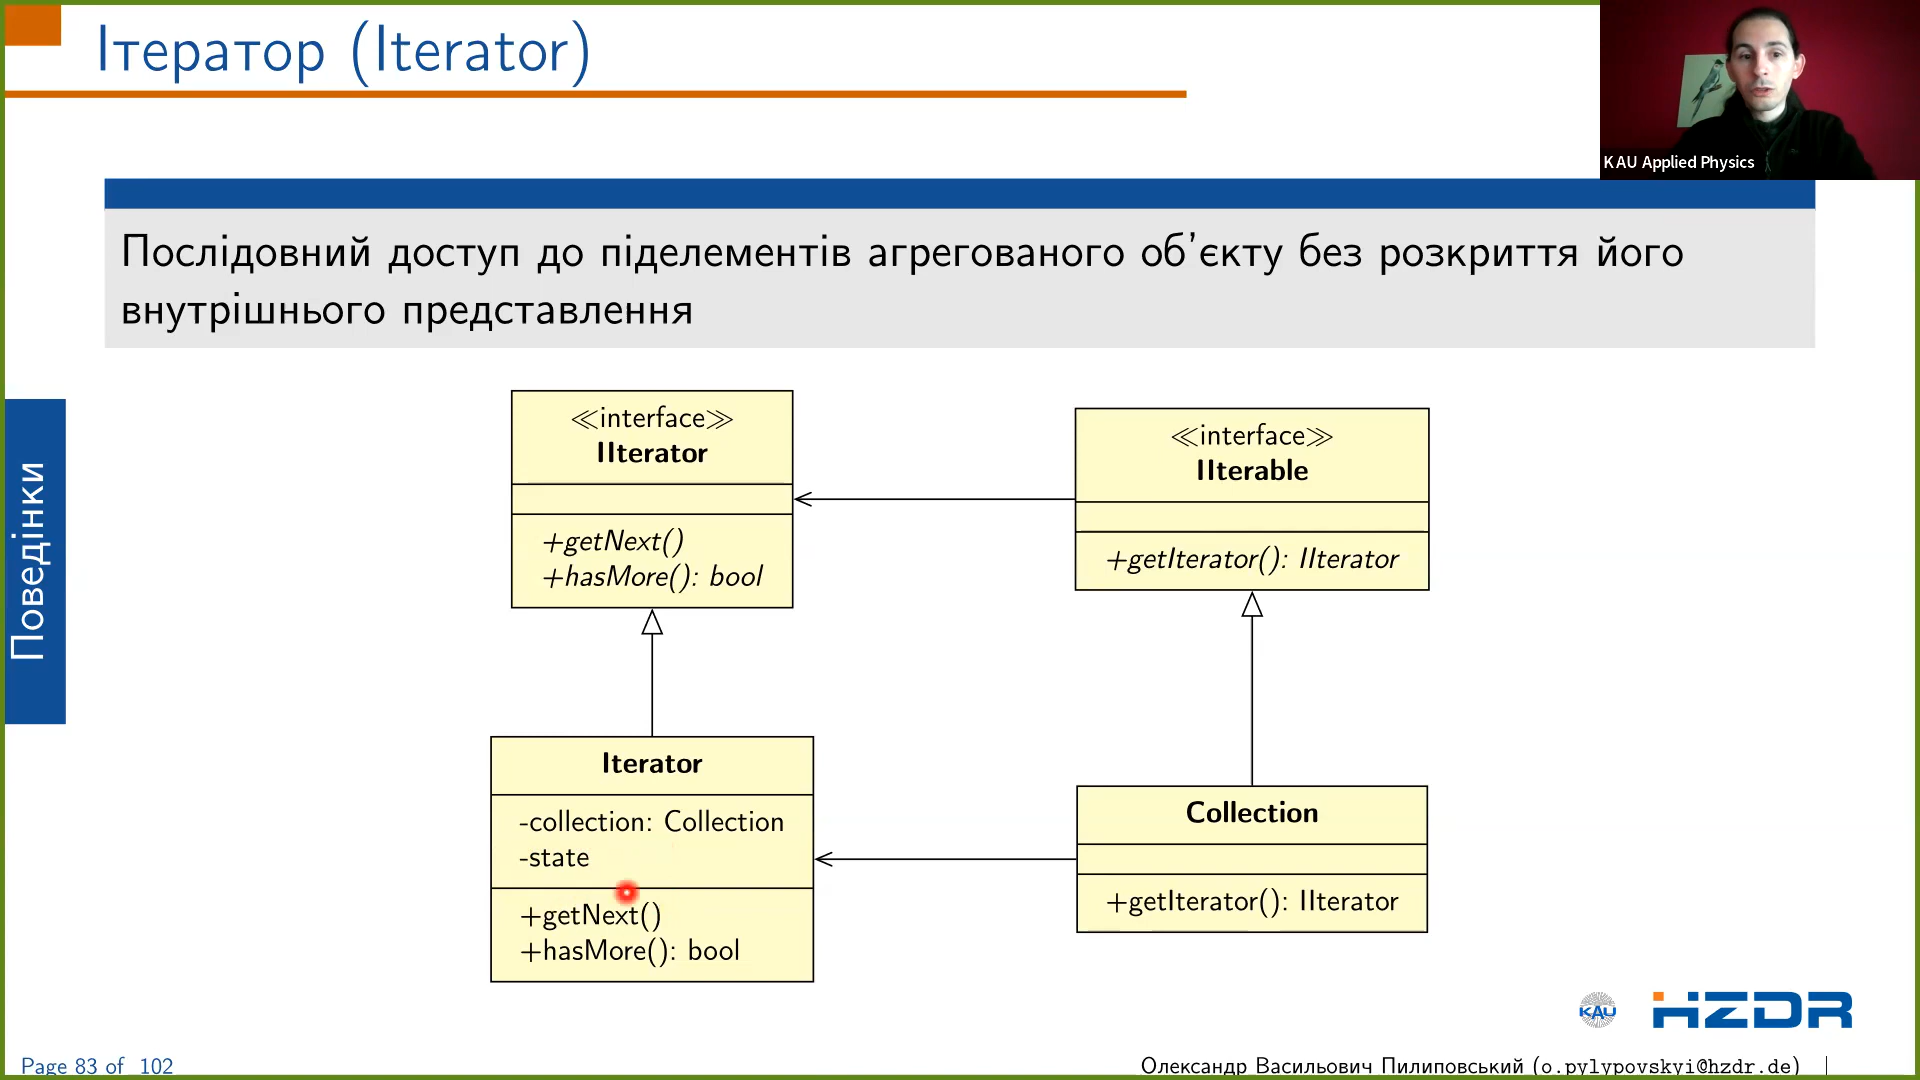 Ітератор (Iterator)
KAU Applied Physics
Послідовний доступ до піделементів агрегованого об'єкту без розкриття його
внутрішнього представлення
Поведінки
≪interface≫
IIterator
+getNext()
+hasMore(): bool
≪interface≫
IIterable
+getIterator(): IIterator
Iterator
-collection: Collection
-state
+getNext()
+hasMore(): bool
Collection
+getIterator(): IIterator
KAU
HZDR
Page 83 of 102
Олександр Васильович Пилиповський (o.pylypovskyi@hzdr.de) |